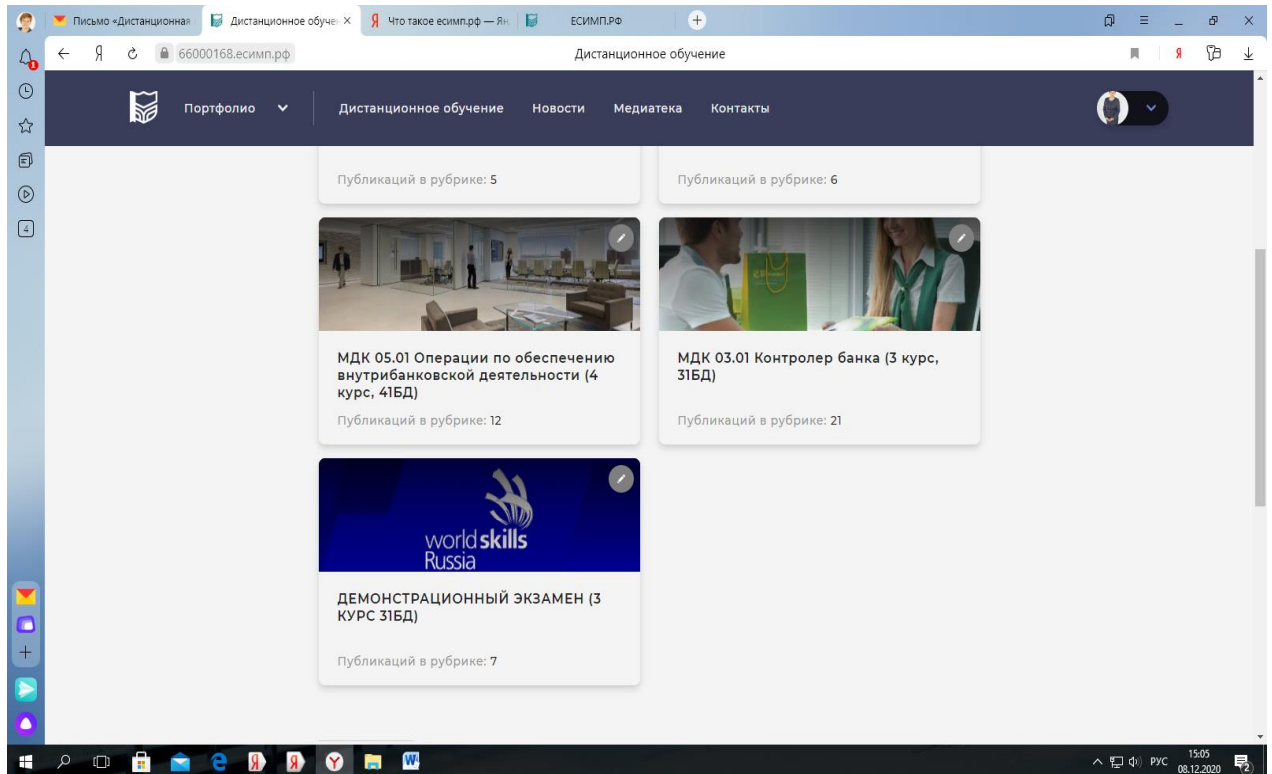 Письмо «Дистанционная
Дистанционное обучен
Что такое есимп.рф — Ян
ЕСИМП.РФ
66000168.есимп.рф
Дистанционное обучение
Портфолио
Дистанционное обучение
Новости
Медиатека
Контакты
Публикаций в рубрике: 5
Публикаций в рубрике: 6
МДК 05.01 Операции по обеспечению
внутрибанковской деятельности (4
курс, 41БД)
Публикаций в рубрике: 12
МДК 03.01 Контролер банка (3 курс,
31БД)
Публикаций в рубрике: 21
worldskills
Russia
ДЕМОНСТРАЦИОННЫЙ ЭКЗАМЕН (3
КУРС 31БД)
Публикаций в рубрике: 7
РУС
15:05
08.12.2020